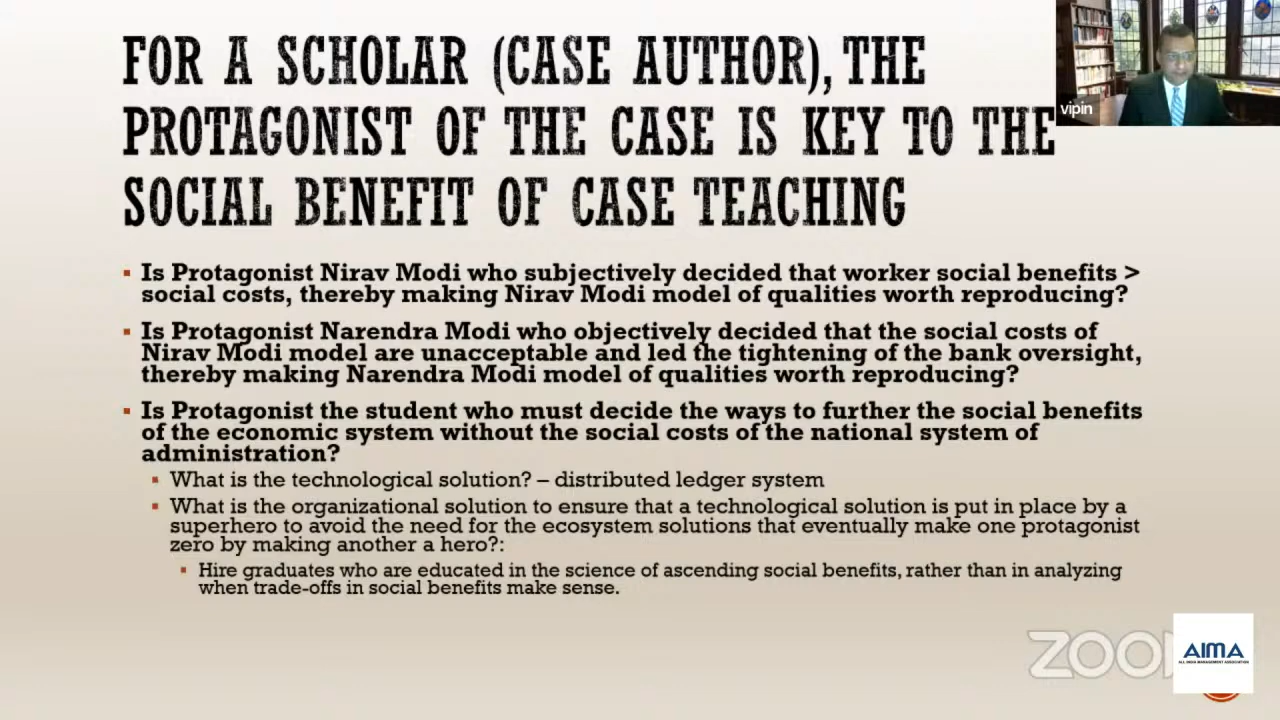 FOR A SCHOLAR (CASE AUTHOR), THE
PROTAGONIST OF THE CASE IS KEY TO THE
SOCIAL BENEFIT OF CASE TEACHING
vipin
▪ Is Protagonist Nirav Modi who subjectively decided that worker social benefits >
social costs, thereby making Nirav Modi model of qualities worth reproducing?
▪ Is Protagonist Narendra Modi who objectively decided that the social costs of
Nirav Modi model are unacceptable and led the tightening of the bank oversight,
thereby making Narendra Modi model of qualities worth reproducing?
▪ Is Protagonist the student who must decide the ways to further the social benefits
of the economic system without the social costs of the national system of
administration?
▪ What is the technological solution? – distributed ledger system
▪ What is the organizational solution to ensure that a technological solution is put in place by a
superhero to avoid the need for the ecosystem solutions that eventually make one protagonist
zero by making another a hero?:
▪ Hire graduates who are educated in the science of ascending social benefits, rather than in analyzing
when trade-offs in social benefits make sense.
ZOO
AIMA
ALL INDIA MANAGEMENT ASSOCIATION